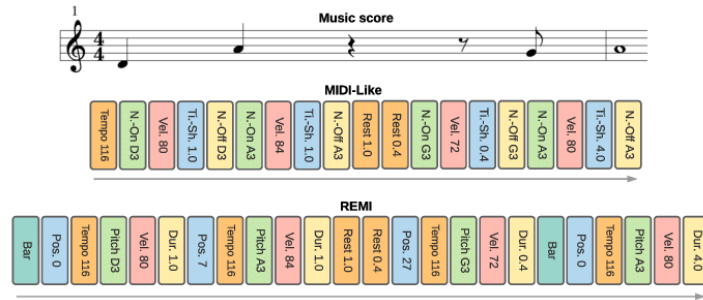 Music score
1
4
4
MIDI-Like
Tempo 116 N.-On D3 Vel. 80 Ti.-Sh. 1.0 N.-Off D3 N.-On A3 Vel. 84 Ti.-Sh. 1.0 N.-Off A3 Rest 1.0 Rest 0.4 N.-On G3 Vel. 72 Ti.-Sh. 0.4 N.-Off G3 N.-On A3 Vel. 80 Ti.-Sh. 4.0 N.-Off A3
REMI
Bar Pos. 0 Tempo 116 Pitch D3 Vel. 80 Dur. 1.0 Pos. 7 Tempo 116 Pitch A3 Vel. 84 Dur. 1.0 Rest 1.0 Rest 0.4 Pos. 27 Tempo 116 Pitch G3 Vel. 72 Dur. 0.4 Bar Pos. 0 Tempo 116 Pitch A3 Vel. 80 Dur. 4.0